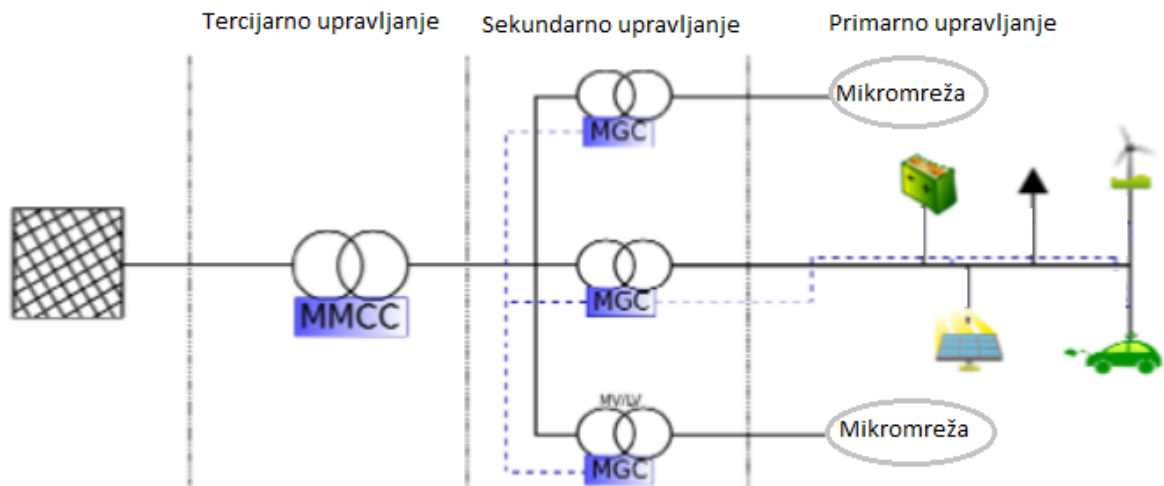 Tercijarno upravljanje
Sekundarno upravljanje
Primarno upravljanje
MGC
Mikromreža
MMCC
MGC
MV/LV
MGC
Mikromreža